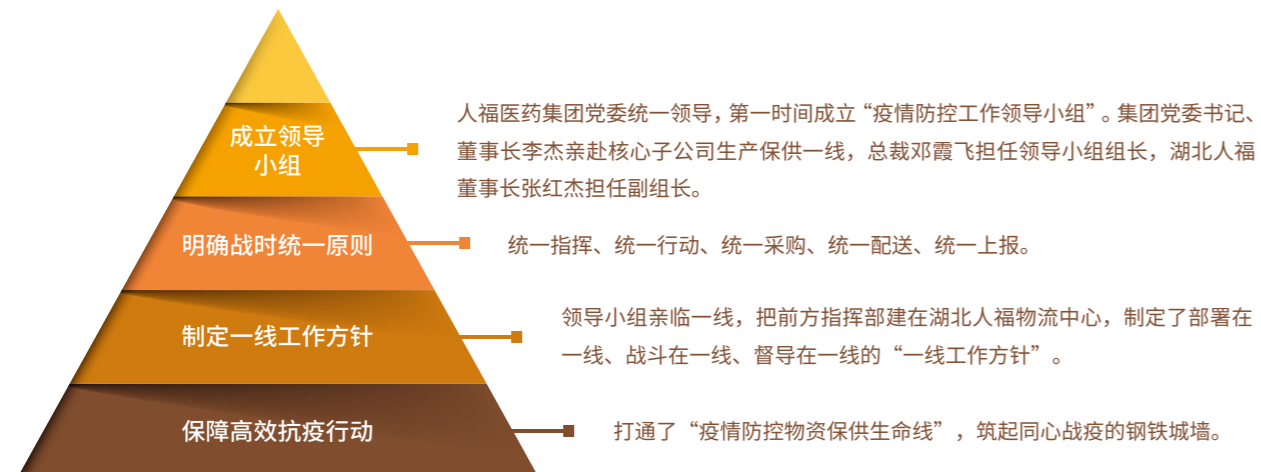 成立领导
小组
人福医药集团党委统一领导，第一时间成立“疫情防控工作领导小组”。集团党委书记、
董事长李杰亲赴核心子公司生产保供一线，总裁邓霞飞担任领导小组组长，湖北人福
董事长张红杰担任副组长。
明确战时统一原则
统一指挥、统一行动、统一采购、统一配送、统一上报。
制定一线工作方针
领导小组亲临一线，把前方指挥部建在湖北人福物流中心，制定了部署在
一线、战斗在一线、督导在一线的“一线工作方针”。
保障高效抗疫行动
打通了“疫情防控物资保供生命线”，筑起同心战疫的钢铁城墙。